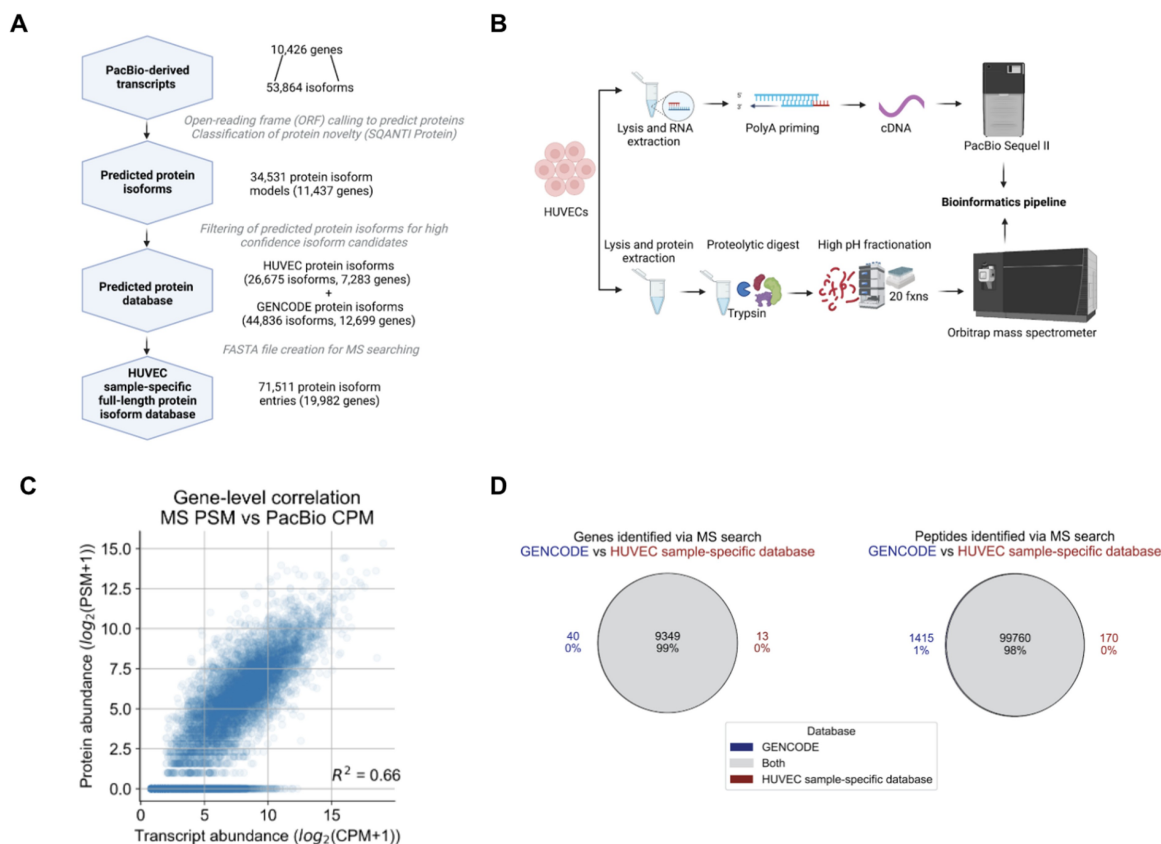 A
PacBio-derived
transcripts
10,426 genes
53,864 isoforms
Open-reading frame (ORF) calling to predict proteins
Classification of protein novelty (SQANTI Protein)
Predicted protein
isoforms
34,531 protein isoform
models (11,437 genes)
Filtering of predicted protein isoforms for high
confidence isoform candidates
Predicted protein
database
HUVEC protein isoforms
(26,675 isoforms, 7,283 genes)
+
GENCODE protein isoforms
(44,836 isoforms, 12,699 genes)
FASTA file creation for MS searching
HUVEC
sample-specific
full-length protein
isoform database
71,511 protein isoform
entries (19,982 genes)
B
HUVECs
Lysis and RNA
extraction
5'
3'
PolyA priming
cDNA
PacBio Sequel II
Bioinformatics pipeline
Lysis and protein
extraction
Proteolytic digest
Trypsin
High pH fractionation
20 fxns
Orbitrap mass spectrometer
C
Gene-level correlation
MS PSM vs PacBio CPM
Protein abundance (log2(PSM+1))
15.0
12.5
10.0
7.5
5.0
2.5
0.0
R² = 0.66
0 5 10 15
Transcript abundance (log2(CPM+1))
D
Genes identified via MS search
GENCODE vs HUVEC sample-specific database
40
0%
9349
99%
13
0%
Peptides identified via MS search
GENCODE vs HUVEC sample-specific database
1415
1%
99760
98%
170
0%
Database
GENCODE
Both
HUVEC sample-specific database